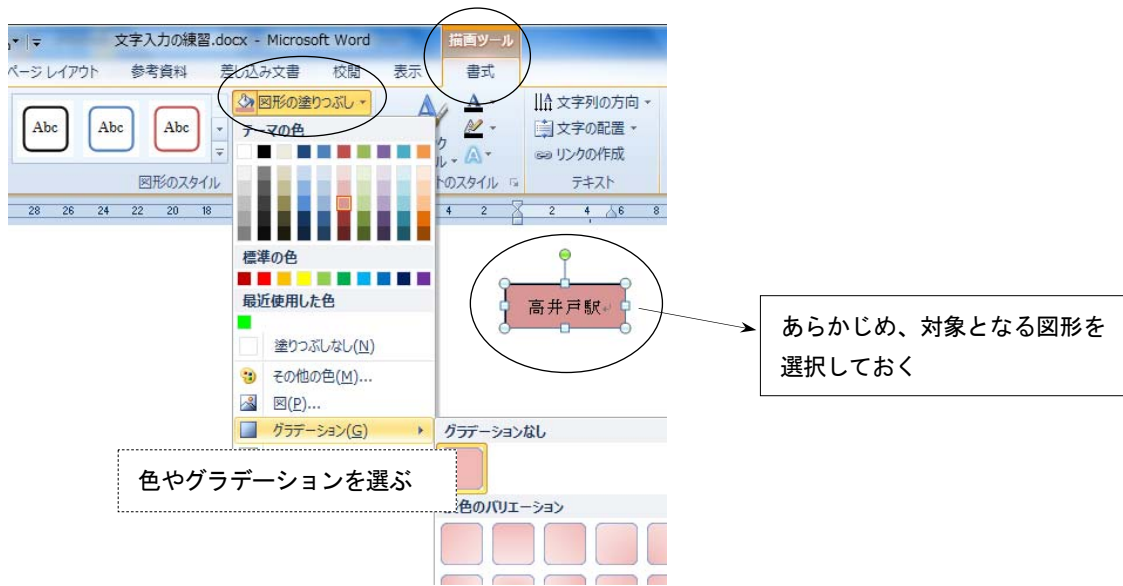 文字入力の練習.docx - Microsoft Word
描画ツール
ページ レイアウト 参考資料 差し込み文書 校閲 表示 書式
Abc Abc Abc
図形の塗りつぶし
テーマの色
標準の色
最近使用した色
塗りつぶしなし(N)
その他の色(M)...
図(P)...
グラデーション(G)
文字列の方向
文字の配置
リンクの作成
図形のスタイル
トのスタイル
テキスト
28 26 24 22 20 18 4 2 2 4 6 8
高井戸駅
あらかじめ、対象となる図形を
選択しておく
グラデーションなし
色やグラデーションを選ぶ
色のバリエーション